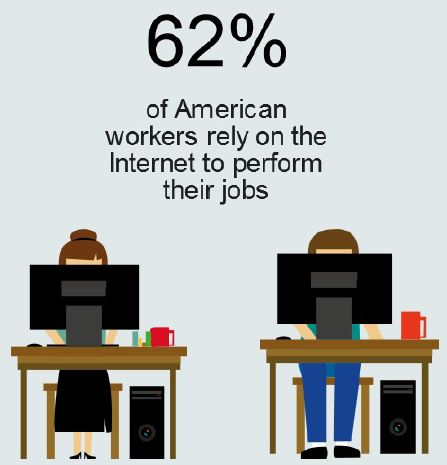 62%
of American
workers rely on the
Internet to perform
their jobs